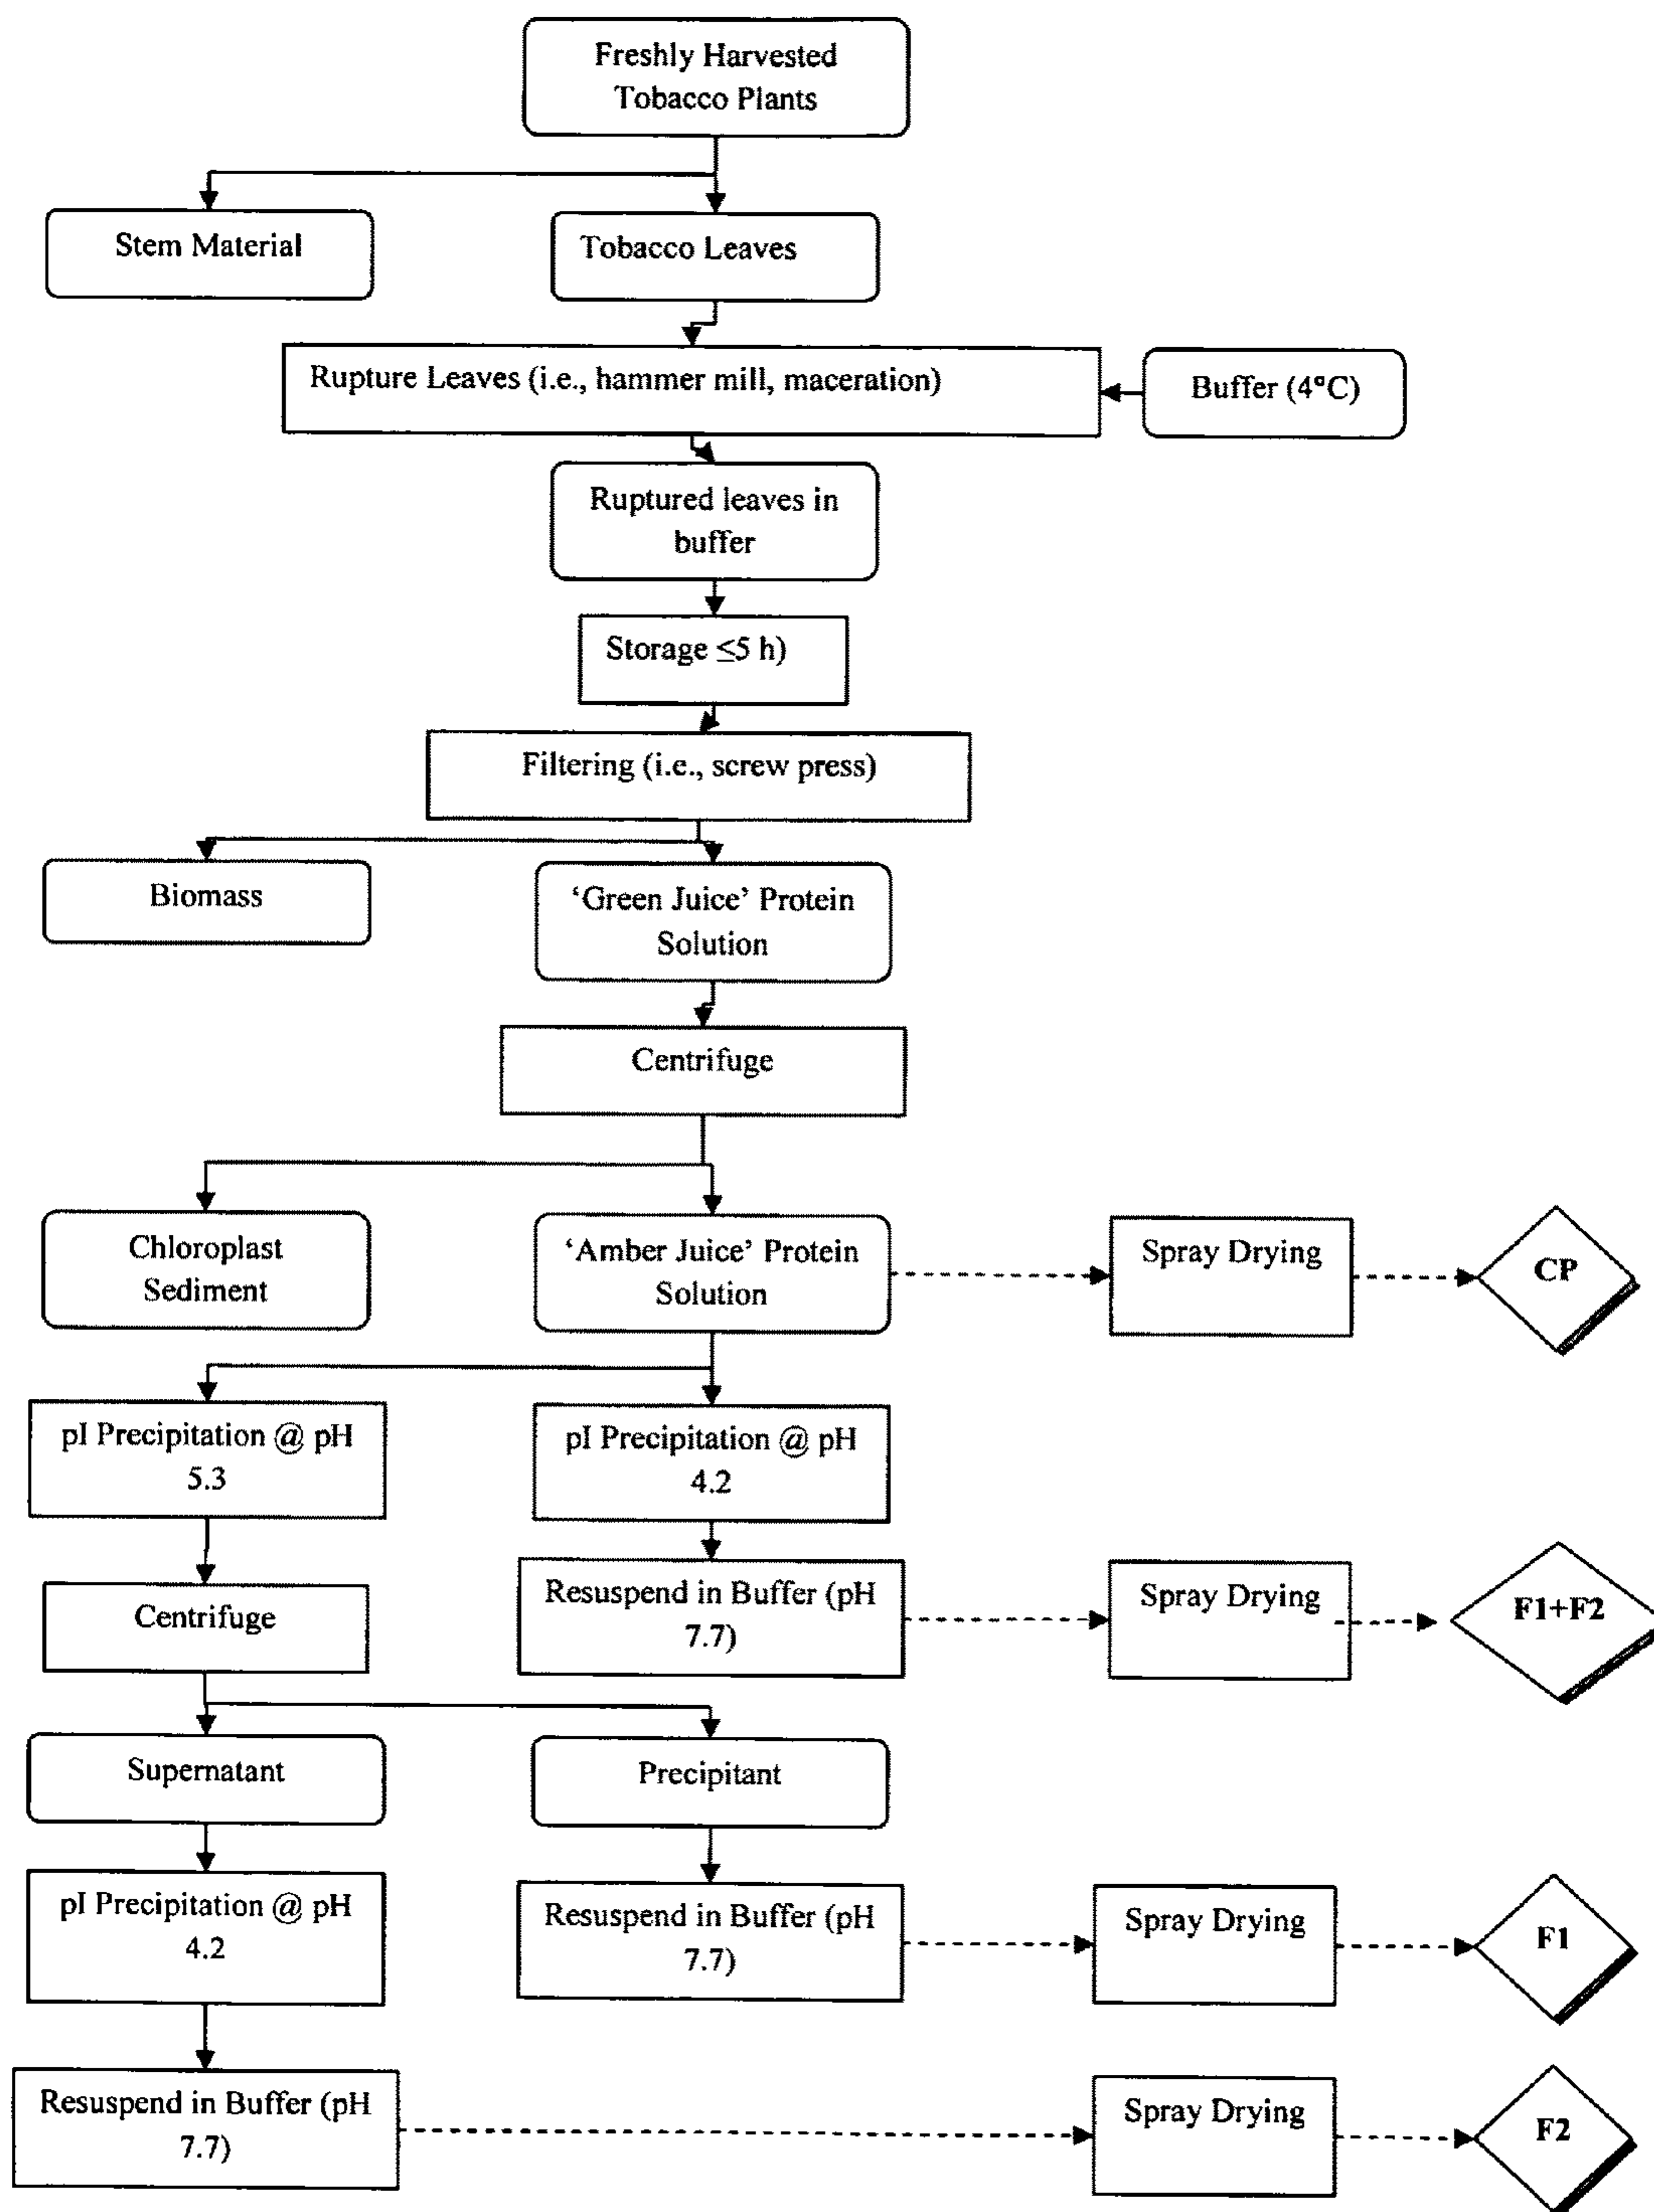 Freshly Harvested
Tobacco Plants
Stem Material
Tobacco Leaves
Rupture Leaves (i.e., hammer mill, maceration)
Buffer (4°C)
Ruptured leaves in
buffer
Storage ≤5 h)
Filtering (i.e., screw press)
Biomass
‘Green Juice’ Protein
Solution
Centrifuge
Chloroplast
Sediment
‘Amber Juice’ Protein
Solution
Spray Drying
CP
pI Precipitation @ pH
5.3
pI Precipitation @ pH
4.2
Centrifuge
Resuspend in Buffer (pH
7.7)
Spray Drying
F1+F2
Supernatant
Precipitant
pI Precipitation @ pH
4.2
Resuspend in Buffer (pH
7.7)
Spray Drying
F1
Resuspend in Buffer (pH
7.7)
Spray Drying
F2